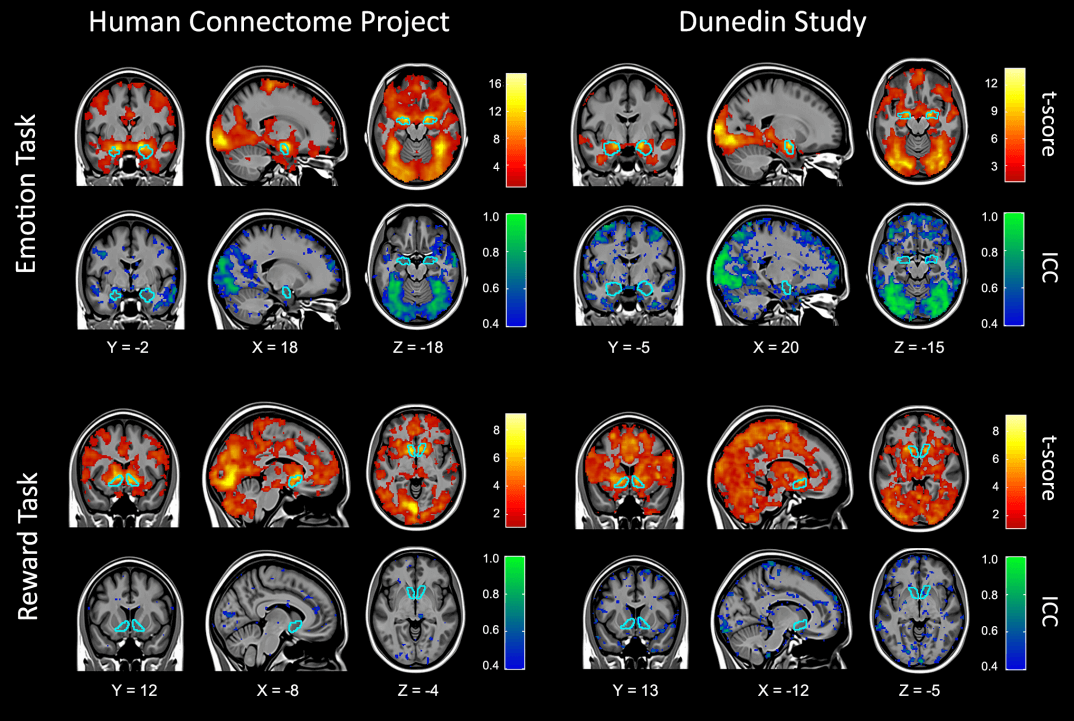 Human Connectome Project
Dunedin Study
Emotion Task
16
12
8
4
12
9
6
3
t-score
1.0
0.8
0.6
0.4
1.0
0.8
0.6
0.4
ICC
Y = -2
X = 18
Z = -18
Y = -5
X = 20
Z = -15
Reward Task
8
6
4
2
8
6
4
2
t-score
1.0
0.8
0.6
0.4
1.0
0.8
0.6
0.4
ICC
Y = 12
X = -8
Z = -4
Y = 13
X = -12
Z = -5